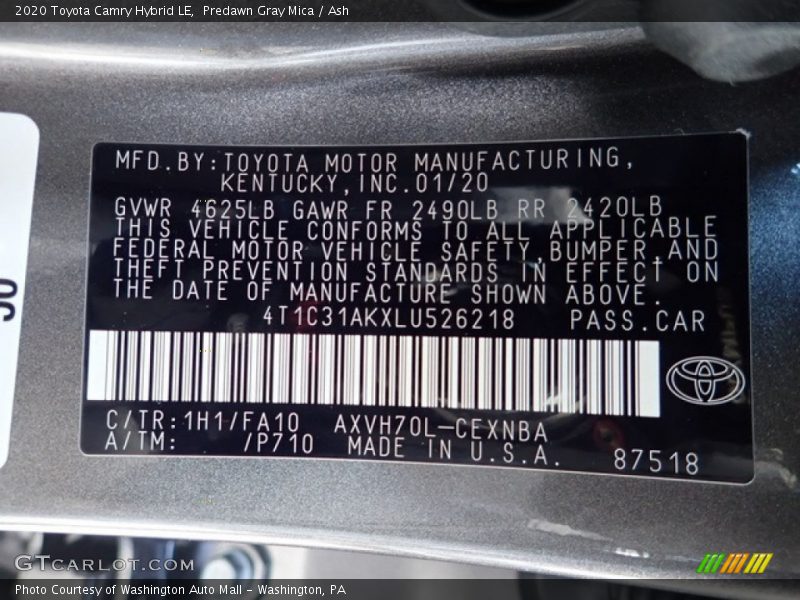 2020 Toyota Camry Hybrid LE, Predawn Gray Mica / Ash
MFD.BY:TOYOTA MOTOR MANUFACTURING,
KENTUCKY,INC.01/20
GVWR 4625LB GAWR FR 2490LB RR 2420LB
THIS VEHICLE CONFORMS TO ALL APPLICABLE
FEDERAL MOTOR VEHICLE SAFETY,BUMPER,AND
THEFT PREVENTION STANDARDS IN EFFECT ON
THE DATE OF MANUFACTURE SHOWN ABOVE.
4T1C31AKXLU526218 PASS.CAR
C/TR:1H1/FA10 AXVH70L-CEXNBA
A/TM: /P710 MADE IN U.S.A. 87518
GTCARLOT.COM
Photo Courtesy of Washington Auto Mall - Washington, PA